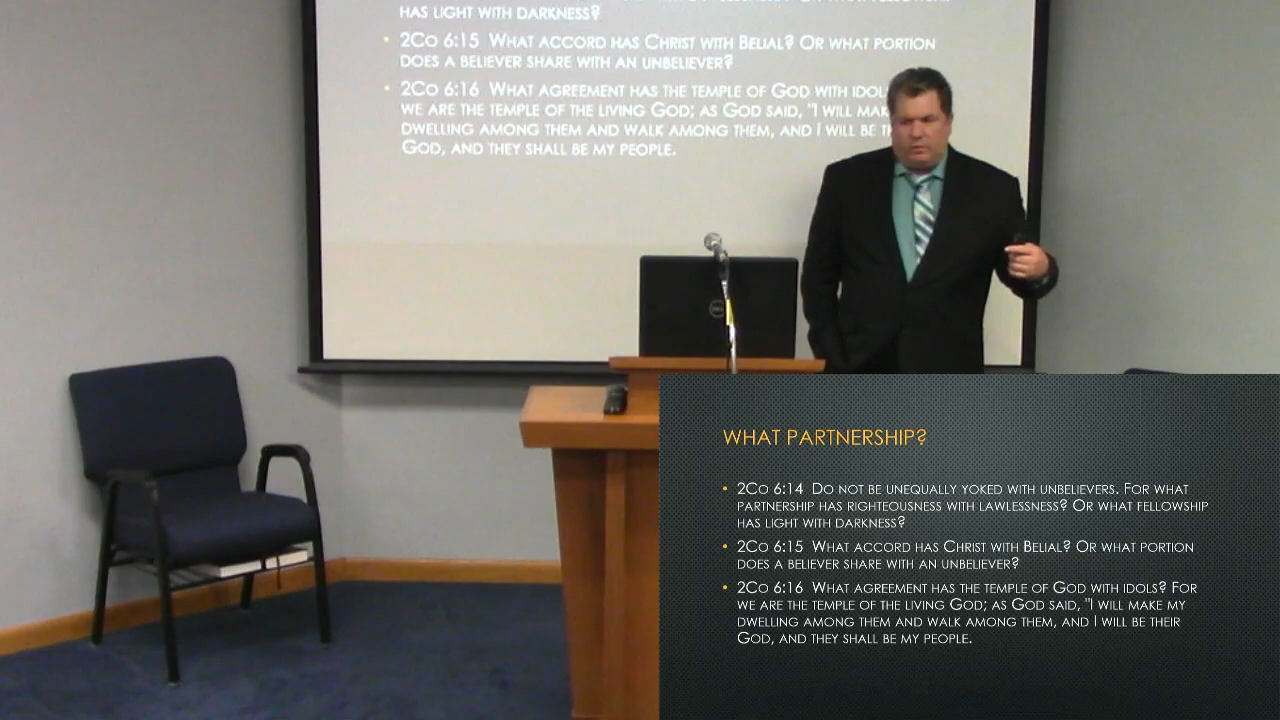 HAS LIGHT WITH DARKNESS?
• 2Co 6:15 What accord has Christ with Belial? Or what portion
does a believer share with an unbeliever?
• 2Co 6:16 What agreement has the temple of God with idols
we are the temple of the living God; as God said, "I will make
dwelling among them and walk among them, and I will be
God, and they shall be my people.
DELL
WHAT PARTNERSHIP?
• 2Co 6:14 Do not be unequally yoked with unbelievers. For what
partnership has righteousness with lawlessness? Or what fellowship
has light with darkness?
• 2Co 6:15 What accord has Christ with Belial? Or what portion
does a believer share with an unbeliever?
• 2Co 6:16 What agreement has the temple of God with idols? For
we are the temple of the living God; as God said, "I will make my
dwelling among them and walk among them, and I will be their
God, and they shall be my people.